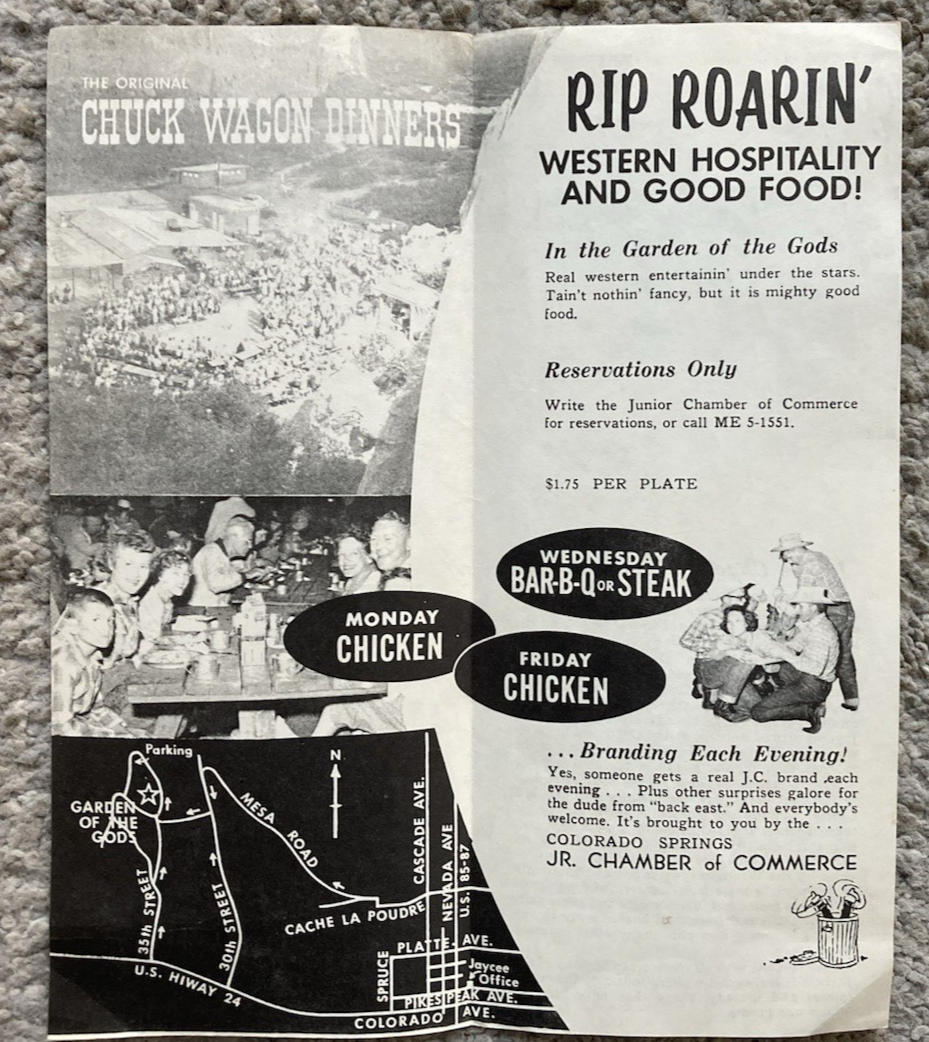 THE ORIGINAL
CHUCK WAGON DINNERS
RIP ROARIN'
WESTERN HOSPITALITY
AND GOOD FOOD!
In the Garden of the Gods
Real western entertainin' under the stars.
Tain't nothin' fancy, but it is mighty good
food.
Reservations Only
Write the Junior Chamber of Commerce
for reservations, or call ME 5-1551.
$1.75 PER PLATE
WEDNESDAY
BAR-B-Q OR STEAK
MONDAY
CHICKEN
FRIDAY
CHICKEN
...Branding Each Evening!
Yes, someone gets a real J.C. brand each
evening . . . Plus other surprises galore for
the dude from "back east." And everybody's
welcome. It's brought to you by the . . .
COLORADO SPRINGS
JR. CHAMBER of COMMERCE
Parking
N
GARDEN
OF THE
GODS
MESA ROAD
CASCADE AVE.
NEVADA AVE
U.S. 85-87
35th STREET
30th STREET
CACHE LA POUDRE
U.S. HIWAY 24
PLATTE AVE.
SPRUCE
Jaycee
Office
PIKES PEAK AVE.
COLORADO AVE.